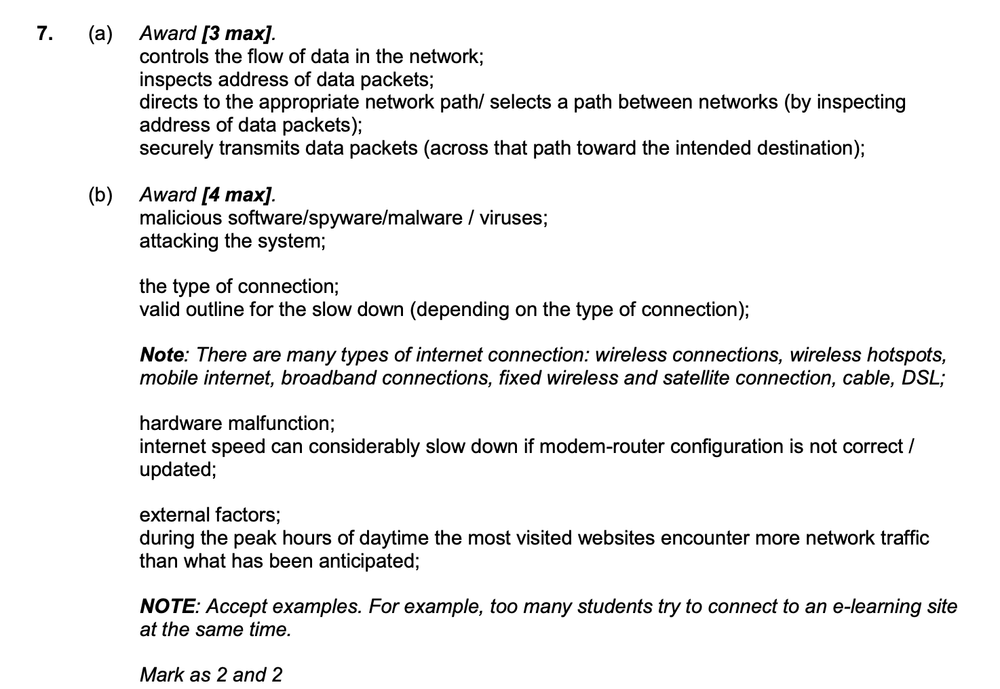 7. (a) Award [3 max].
controls the flow of data in the network;
inspects address of data packets;
directs to the appropriate network path/ selects a path between networks (by inspecting
address of data packets);
securely transmits data packets (across that path toward the intended destination);
(b) Award [4 max].
malicious software/spyware/malware / viruses;
attacking the system;
the type of connection;
valid outline for the slow down (depending on the type of connection);
Note: There are many types of internet connection: wireless connections, wireless hotspots,
mobile internet, broadband connections, fixed wireless and satellite connection, cable, DSL;
hardware malfunction;
internet speed can considerably slow down if modem-router configuration is not correct /
updated;
external factors;
during the peak hours of daytime the most visited websites encounter more network traffic
than what has been anticipated;
NOTE: Accept examples. For example, too many students try to connect to an e-learning site
at the same time.
Mark as 2 and 2